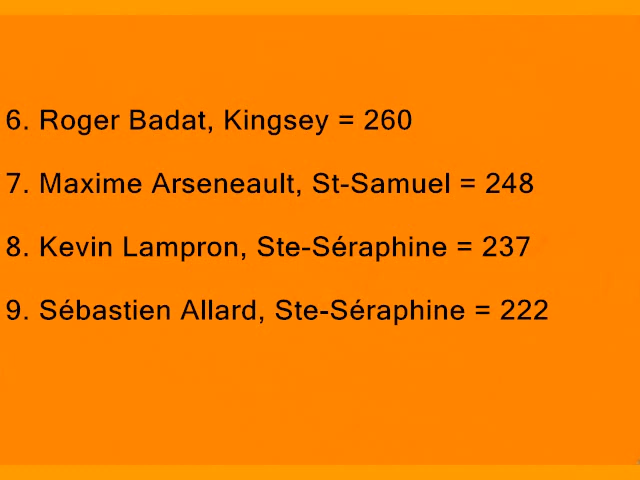 6. Roger Badat, Kingsey = 260
7. Maxime Arseneault, St-Samuel = 248
8. Kevin Lampron, Ste-Séraphine = 237
9. Sébastien Allard, Ste-Séraphine = 222